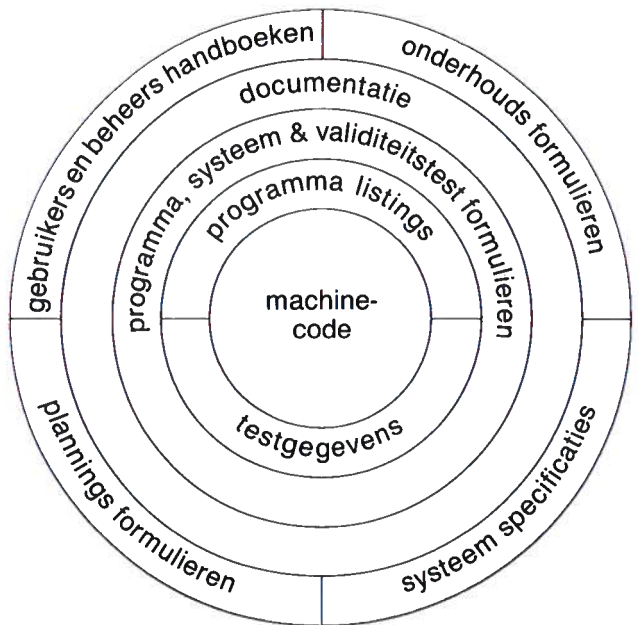 gebruikers en beheers handboeken
onderhouds formulieren
documentatie
programma, systeem & validiteitstest formulieren
programma listings
machine-
code
testgegevens
plannings formulieren
systeem specificaties